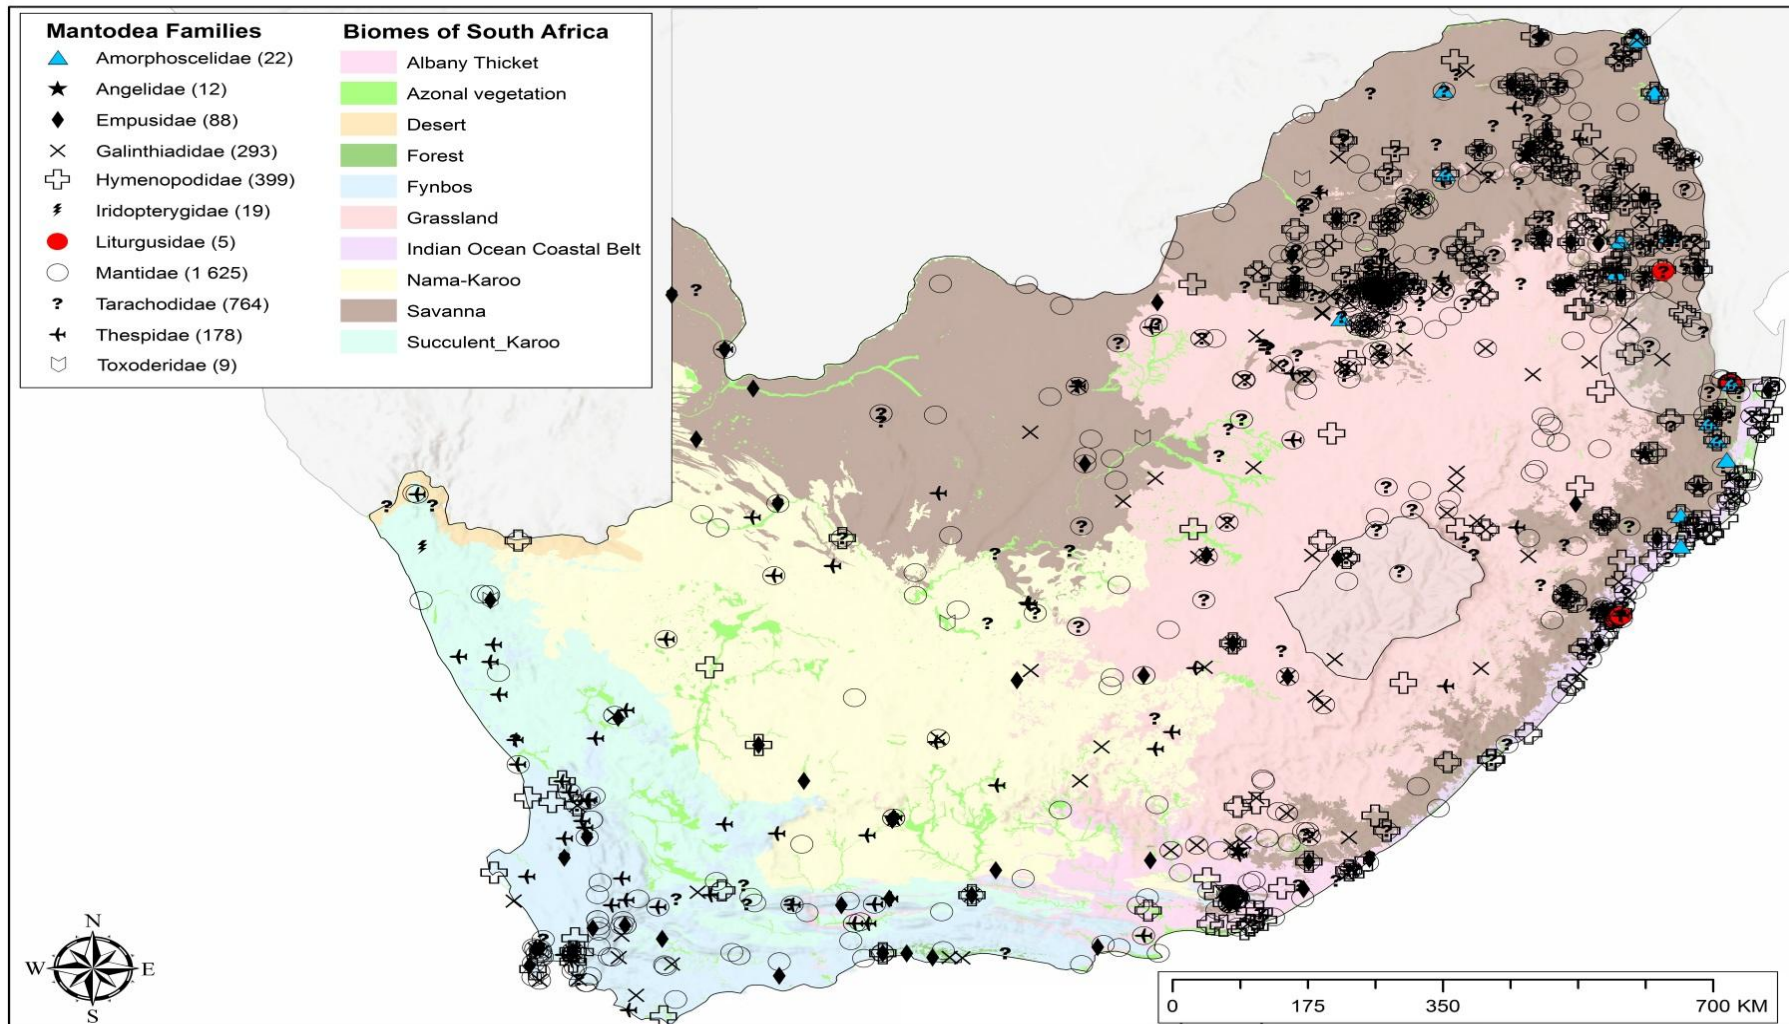 Mantodea Families
Amorphoscelidae (22)
Angelidae (12)
Empusidae (88)
Galinthiadidae (293)
Hymenopodidae (399)
Iridopterygidae (19)
Liturgusidae (5)
Mantidae (1 625)
Tarachodidae (764)
Thespidae (178)
Toxoderidae (9)
Biomes of South Africa
Albany Thicket
Azonal vegetation
Desert
Forest
Fynbos
Grassland
Indian Ocean Coastal Belt
Nama-Karoo
Savanna
Succulent_Karoo
N
W E
S
0 175 350 700 KM